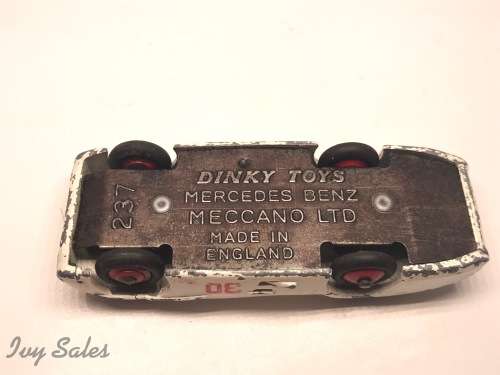 DINKY TOYS
237
MERCEDES BENZ
MECCANO LTD
MADE IN
ENGLAND
30
Ivy Sales